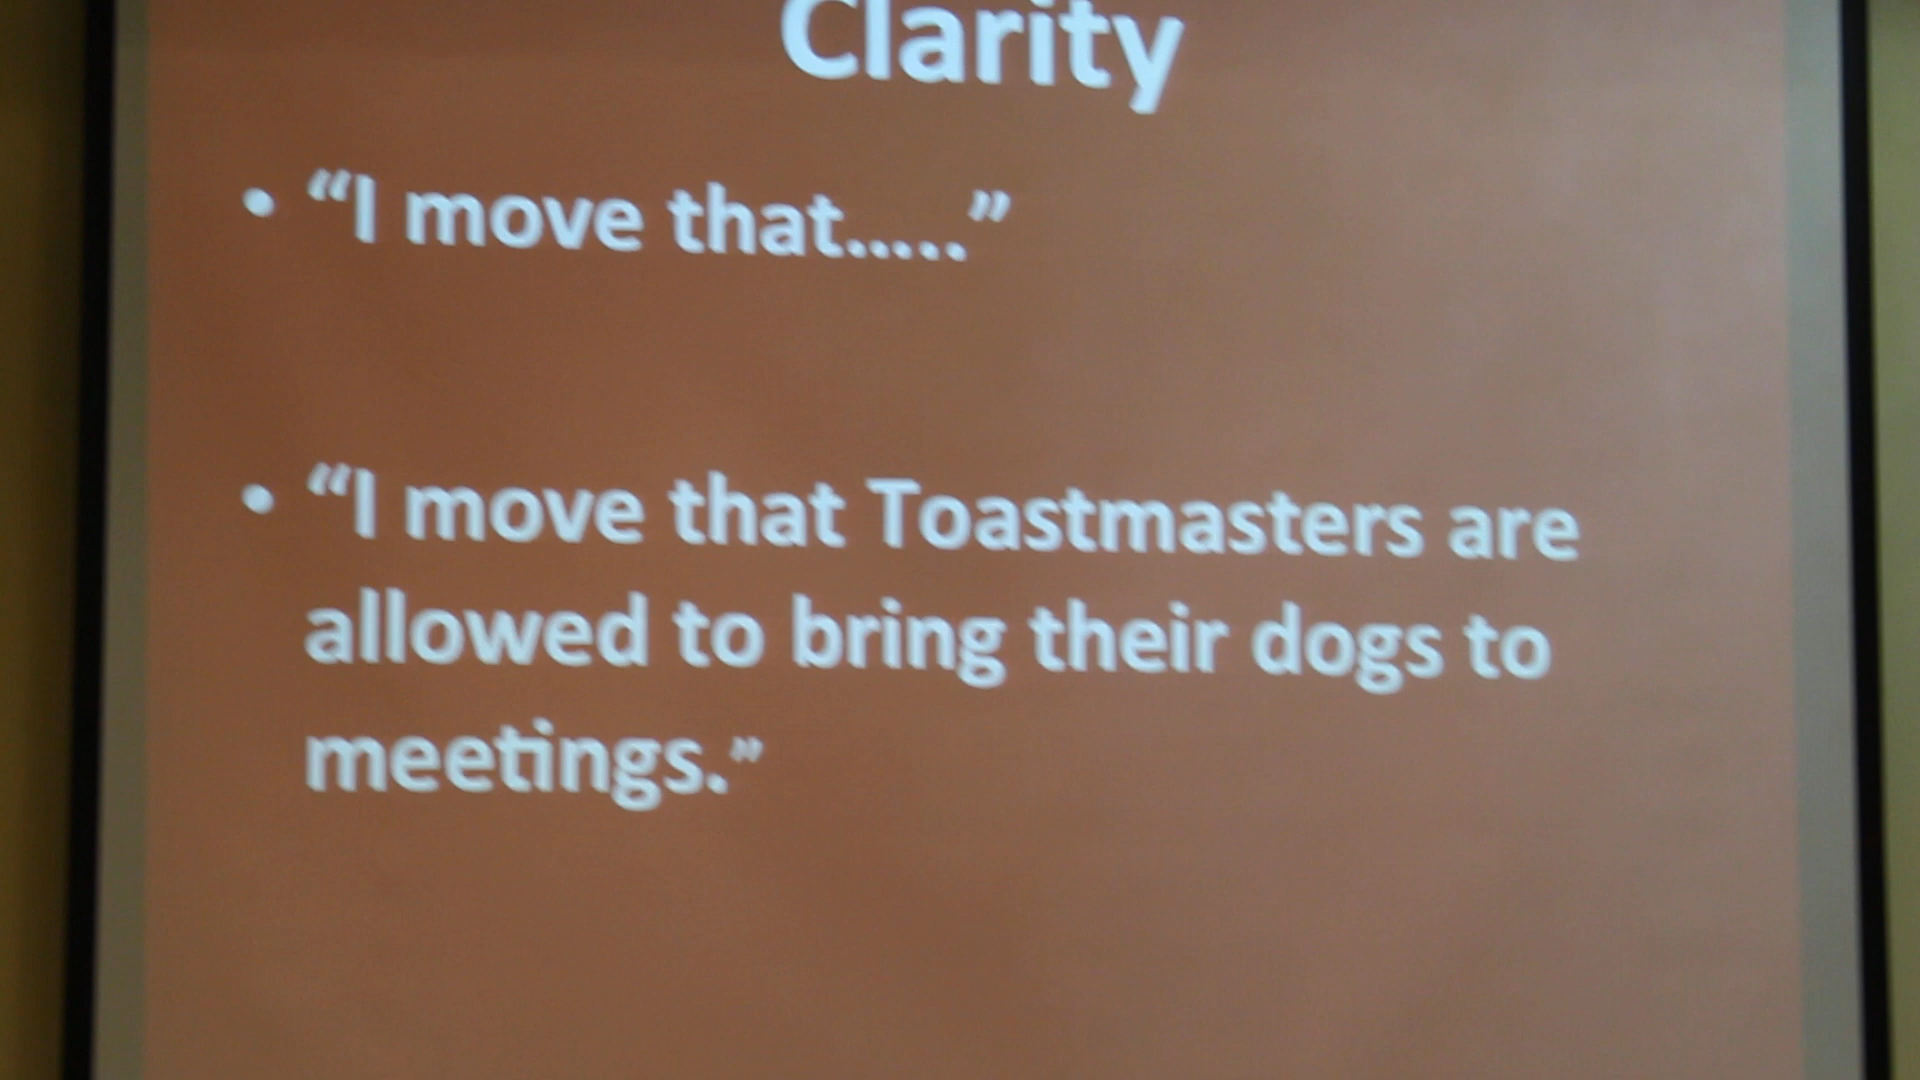 Clarity
• “I move that.....”
• “I move that Toastmasters are
allowed to bring their dogs to
meetings.”